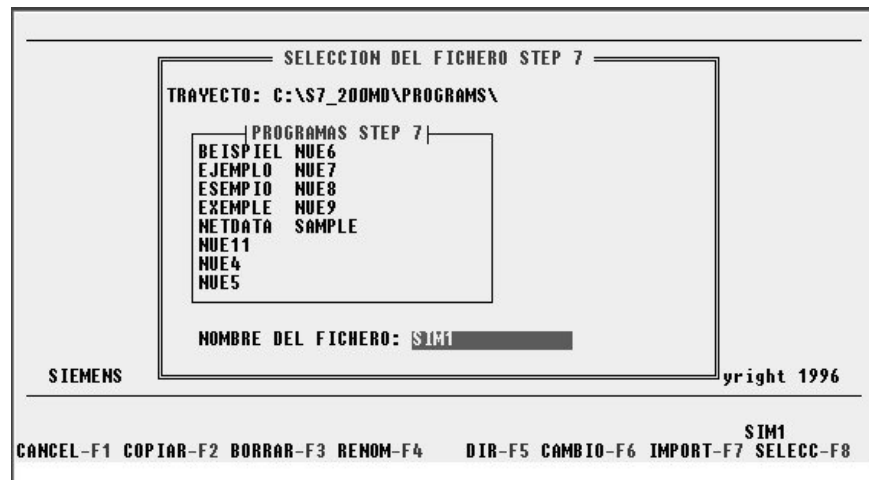 SELECCION DEL FICHERO STEP 7
TRAYECTO: C:\S7_200MD\PROGRAMS\
PROGRAMAS STEP 7
BEISPIEL NUE6
EJEMPLO NUE7
ESEMPIO NUE8
EXEMPLE NUE9
NETDATA SAMPLE
NUE11
NUE4
NUE5
NOMBRE DEL FICHERO: SIM1
SIEMENS yright 1996
SIM1
CANCEL-F1 COPIAR-F2 BORRAR-F3 RENOM-F4 DIR-F5 CAMBIO-F6 IMPORT-F7 SELECC-F8